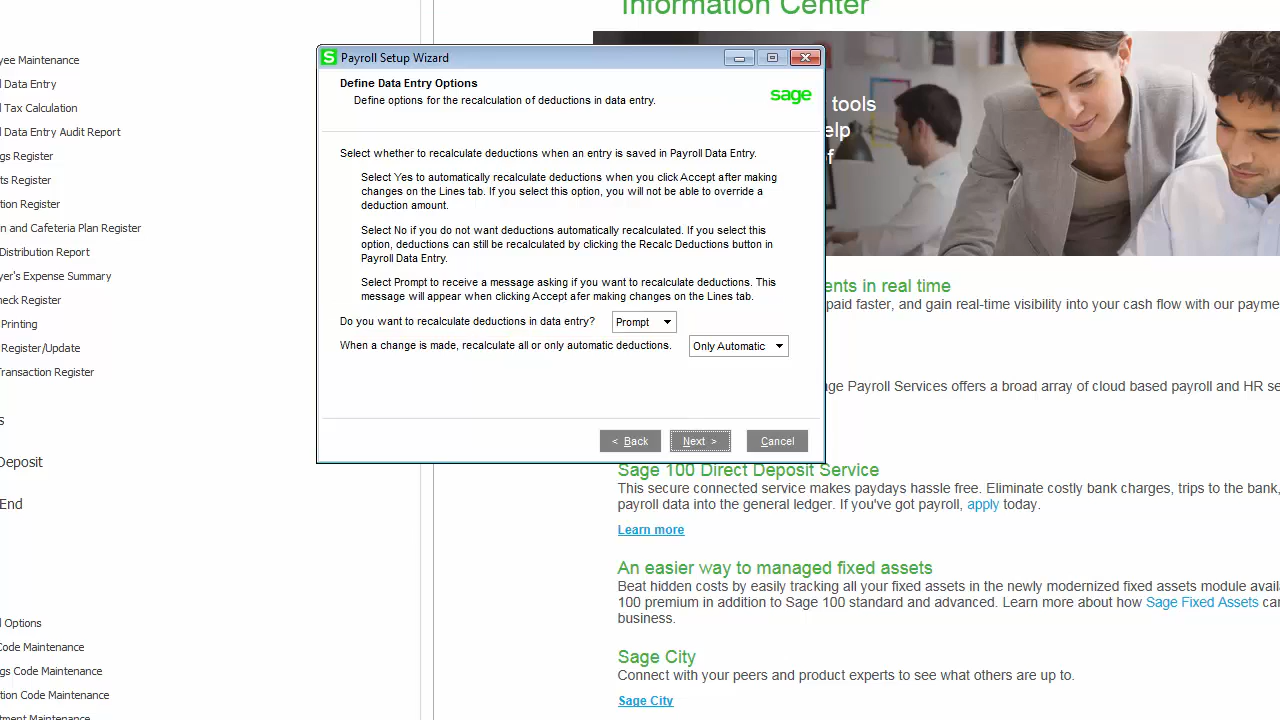 Information Center
yee Maintenance
Data Entry
Tax Calculation
Data Entry Audit Report
gs Register
ts Register
tion Register
n and Cafeteria Plan Register
Distribution Report
yer's Expense Summary
heck Register
Printing
Register/Update
Transaction Register
s
Deposit
End
Options
Code Maintenance
gs Code Maintenance
tion Code Maintenance
rtment Maintenance
S Payroll Setup Wizard
Define Data Entry Options
Define options for the recalculation of deductions in data entry.
sage
Select whether to recalculate deductions when an entry is saved in Payroll Data Entry.
Select Yes to automatically recalculate deductions when you click Accept after making
changes on the Lines tab. If you select this option, you will not be able to override a
deduction amount.
Select No if you do not want deductions automatically recalculated. If you select this
option, deductions can still be recalculated by clicking the Recalc Deductions button in
Payroll Data Entry.
Select Prompt to receive a message asking if you want to recalculate deductions. This
message will appear when clicking Accept afer making changes on the Lines tab.
Do you want to recalculate deductions in data entry? Prompt
When a change is made, recalculate all or only automatic deductions. Only Automatic
< Back Next > Cancel
tools
elp
f
ents in real time
paid faster, and gain real-time visibility into your cash flow with our payme
ge Payroll Services offers a broad array of cloud based payroll and HR se
Sage 100 Direct Deposit Service
This secure connected service makes paydays hassle free. Eliminate costly bank charges, trips to the bank,
payroll data into the general ledger. If you've got payroll, apply today.
Learn more
An easier way to managed fixed assets
Beat hidden costs by easily tracking all your fixed assets in the newly modernized fixed assets module avail
100 premium in addition to Sage 100 standard and advanced. Learn more about how Sage Fixed Assets can
business.
Sage City
Connect with your peers and product experts to see what others are up to.
Sage City